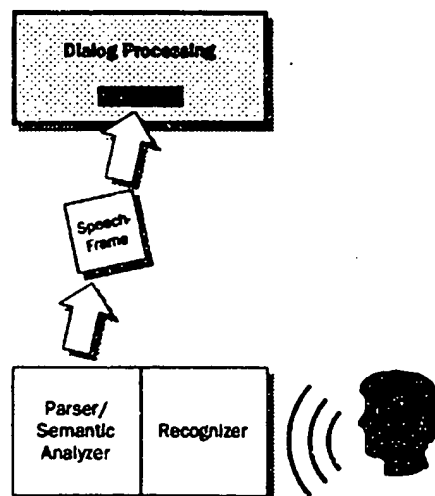 Dialog Processing
Speech-
Frame
Parser/
Semantic
Analyzer
Recognizer